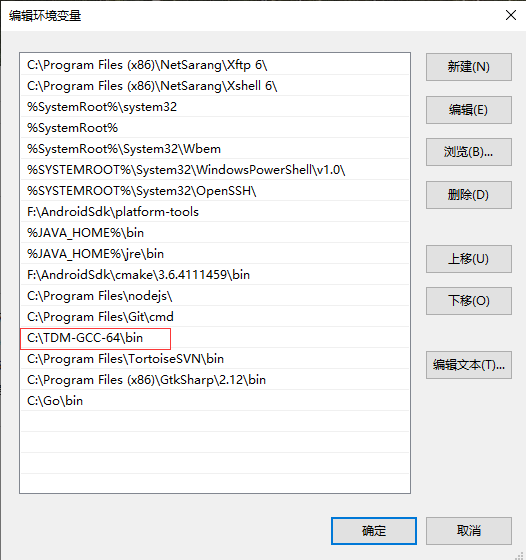 编辑环境变量
C:\Program Files (x86)\NetSarang\Xftp 6\
C:\Program Files (x86)\NetSarang\Xshell 6\
%SystemRoot%\system32
%SystemRoot%
%SystemRoot%\System32\Wbem
%SYSTEMROOT%\System32\WindowsPowerShell\v1.0\
%SYSTEMROOT%\System32\OpenSSH\
F:\AndroidSdk\platform-tools
%JAVA_HOME%\bin
%JAVA_HOME%\jre\bin
F:\AndroidSdk\cmake\3.6.4111459\bin
C:\Program Files\nodejs\
C:\Program Files\Git\cmd
C:\TDM-GCC-64\bin
C:\Program Files\TortoiseSVN\bin
C:\Program Files (x86)\GtkSharp\2.12\bin
C:\Go\bin
新建(N)
编辑(E)
浏览(B)...
删除(D)
上移(U)
下移(O)
编辑文本(T)...
确定
取消